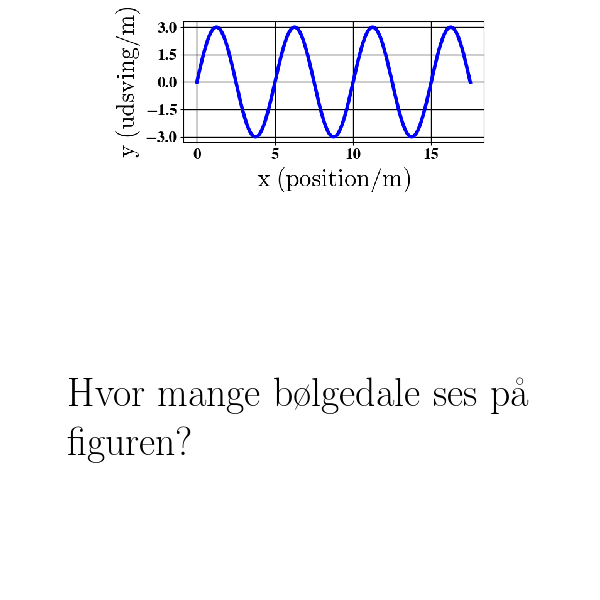 3.0
1.5
0.0
−1.5
−3.0
y (udsving/m)
0 5 10 15
x (position/m)
Hvor mange bølgedale ses på
figuren?